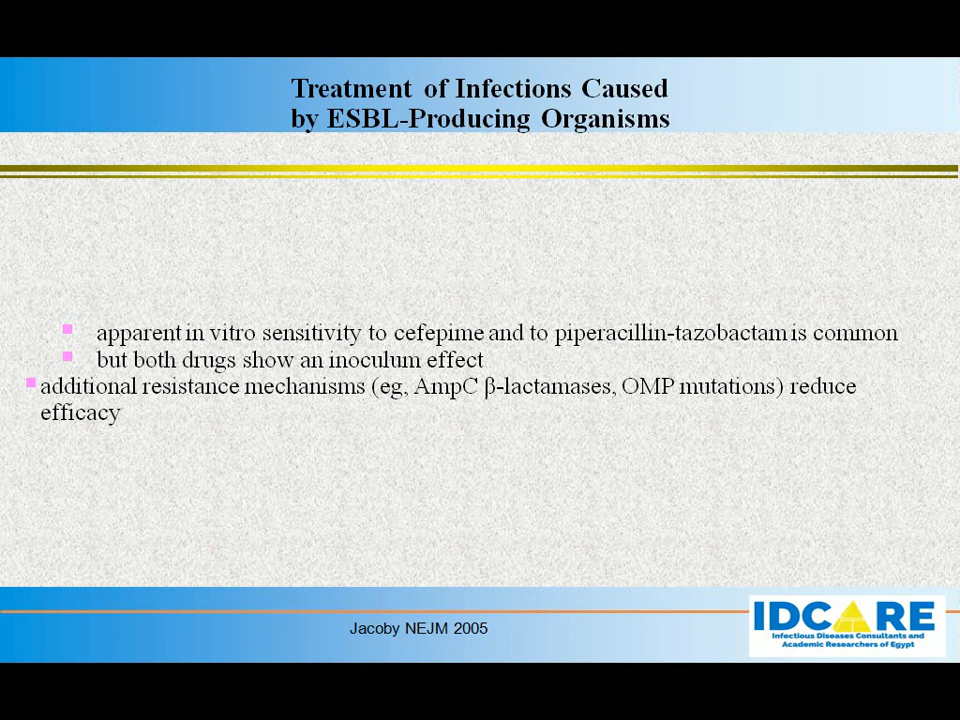 Treatment of Infections Caused
by ESBL-Producing Organisms
apparent in vitro sensitivity to cefepime and to piperacillin-tazobactam is common
but both drugs show an inoculum effect
additional resistance mechanisms (eg, AmpC β-lactamases, OMP mutations) reduce
efficacy
Jacoby NEJM 2005
IDCARE
Infectious Diseases Consultants and
Academic Researchers of Egypt